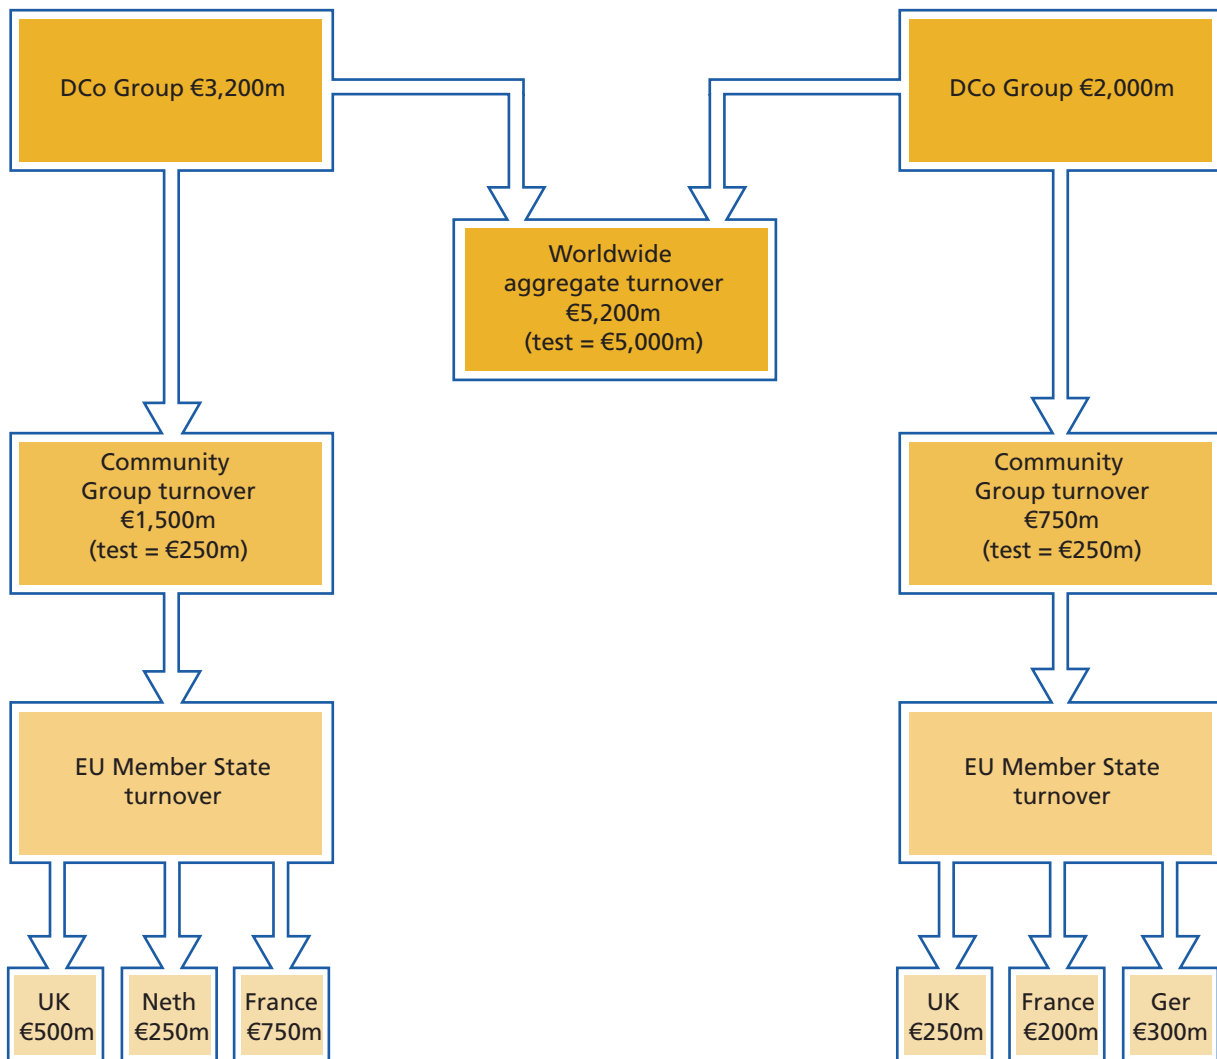 DCo Group €3,200m
DCo Group €2,000m
Worldwide
aggregate turnover
€5,200m
(test = €5,000m)
Community
Group turnover
€1,500m
(test = €250m)
Community
Group turnover
€750m
(test = €250m)
EU Member State
turnover
EU Member State
turnover
UK
€500m
Neth
€250m
France
€750m
UK
€250m
France
€200m
Ger
€300m